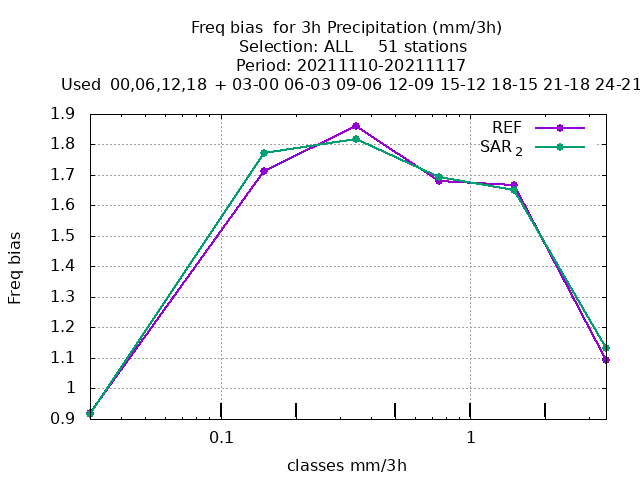 Freq bias  for 3h Precipitation (mm/3h)
Selection: ALL     51 stations
Period: 20211110-20211117
Used  00,06,12,18  + 03-00 06-03 09-06 12-09 15-12 18-15 21-18 24-21
REF
SAR 2
1.9
1.8
1.7
1.6
1.5
1.4
1.3
1.2
1.1
1
0.9
Freq bias
0.1 1
classes mm/3h